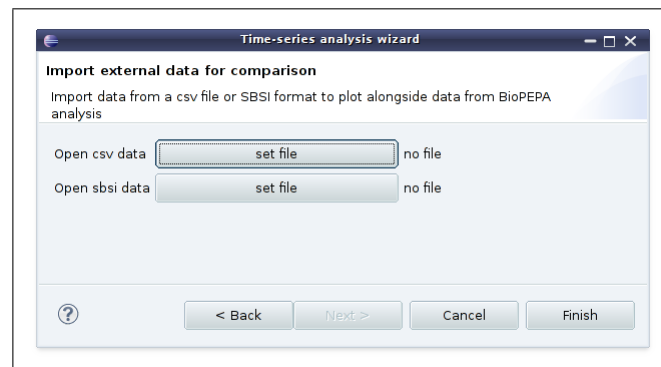 Time-series analysis wizard
Import external data for comparison
Import data from a csv file or SBSI format to plot alongside data from BioPEPA
analysis
Open csv data set file no file
Open sbsi data set file no file
? < Back Next > Cancel Finish